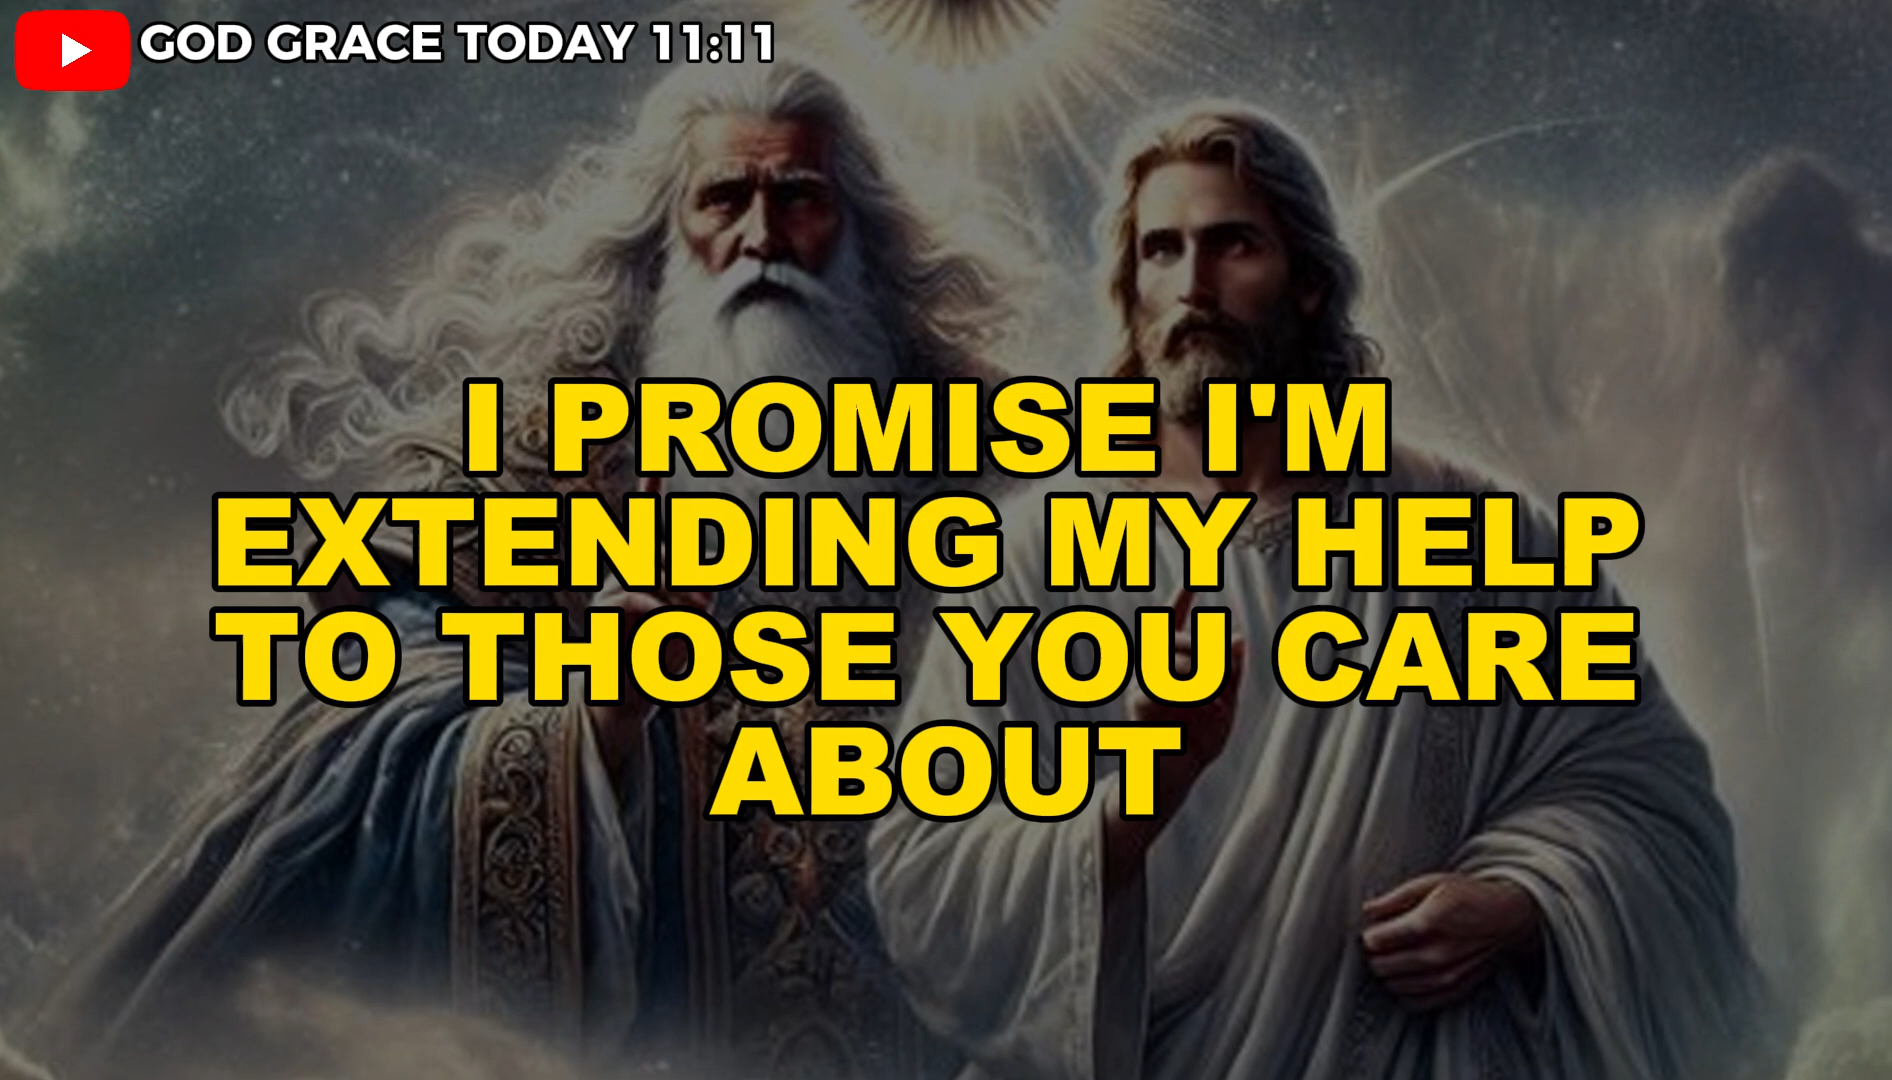 GOD GRACE TODAY 11:11
I PROMISE I'M
EXTENDING MY HELP
TO THOSE YOU CARE
ABOUT